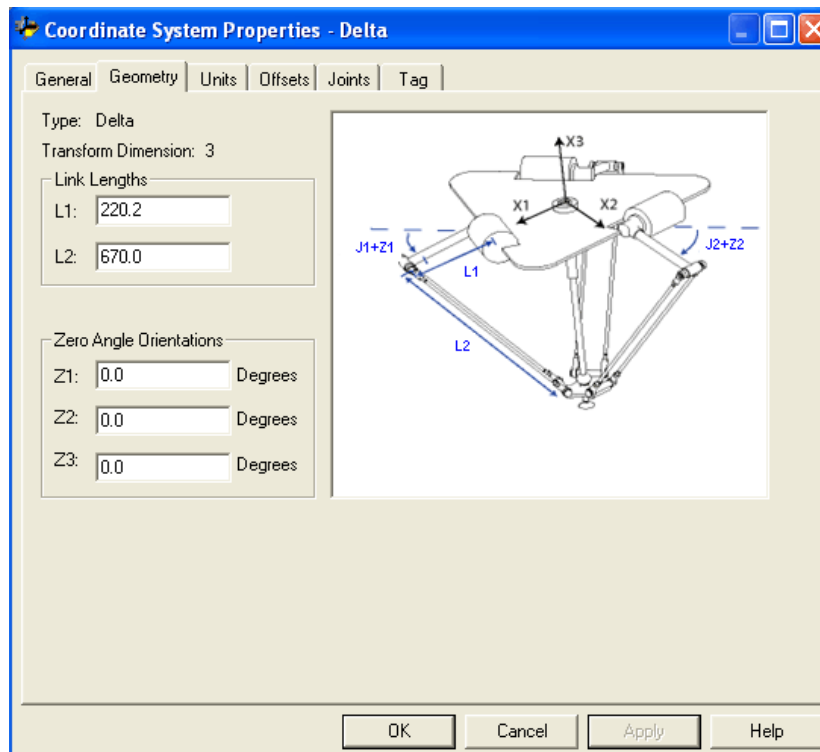 Coordinate System Properties - Delta
General Geometry Units Offsets Joints Tag
Type: Delta
Transform Dimension: 3
Link Lengths
L1: 220.2
L2: 670.0
Zero Angle Orientations
Z1: 0.0 Degrees
Z2: 0.0 Degrees
Z3: 0.0 Degrees
X3
X1 X2
J1+Z1 J2+Z2
L1
L2
OK Cancel Apply Help